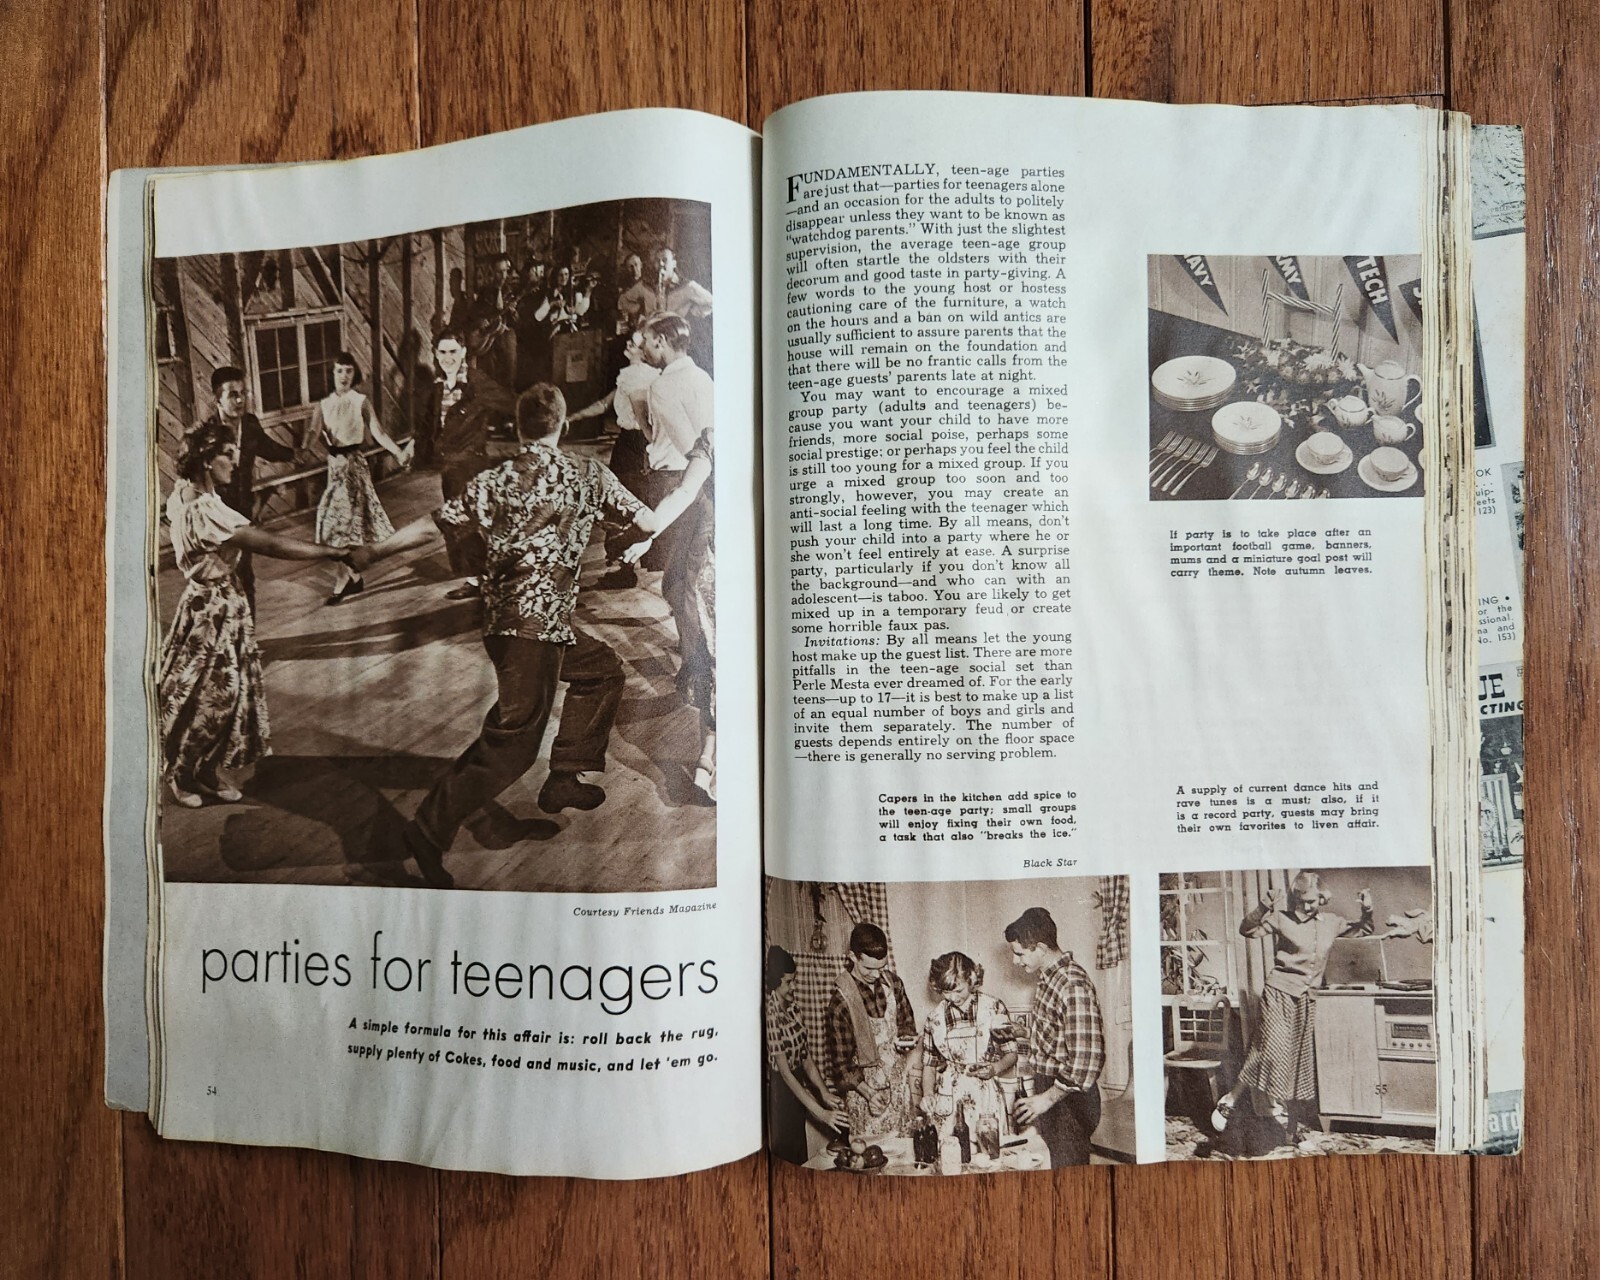 Courtesy Friends Magazine
parties for teenagers
A simple formula for this affair is: roll back the rug,
supply plenty of Cokes, food and music, and let 'em go.
54
FUNDAMENTALLY, teen-age parties
are just that—parties for teenagers alone
—and an occasion for the adults to politely
disappear unless they want to be known as
"watchdog parents." With just the slightest
supervision, the average teen-age group
will often startle the oldsters with their
decorum and good taste in party-giving. A
few words to the young host or hostess
cautioning care of the furniture, a watch
on the hours and a ban on wild antics are
usually sufficient to assure parents that the
house will remain on the foundation and
that there will be no frantic calls from the
teen-age guests' parents late at night.
You may want to encourage a mixed
group party (adults and teenagers) be-
cause you want your child to have more
friends, more social poise, perhaps some
social prestige; or perhaps you feel the child
is still too young for a mixed group. If you
urge a mixed group too soon and too
strongly, however, you may create an
anti-social feeling with the teenager which
will last a long time. By all means, don't
push your child into a party where he or
she won't feel entirely at ease. A surprise
party, particularly if you don't know all
the background—and who can with an
adolescent—is taboo. You are likely to get
mixed up in a temporary feud or create
some horrible faux pas.
Invitations: By all means let the young
host make up the guest list. There are more
pitfalls in the teen-age social set than
Perle Mesta ever dreamed of. For the early
teens—up to 17—it is best to make up a list
of an equal number of boys and girls and
invite them separately. The number of
guests depends entirely on the floor space
—there is generally no serving problem.
Capers in the kitchen add spice to
the teen-age party; small groups
will enjoy fixing their own food,
a task that also "breaks the ice."
Black Star
AVY
MY
TECH
If party is to take place after an
important football game, banners,
mums and a miniature goal post will
carry theme. Note autumn leaves.
A supply of current dance hits and
rave tunes is a must; also, if it
is a record party, guests may bring
their own favorites to liven affair.
55
OK
. . .
uip-
eets
123)
ING •
or the
ssional.
na and
No. 153)
UE
CTING
ard